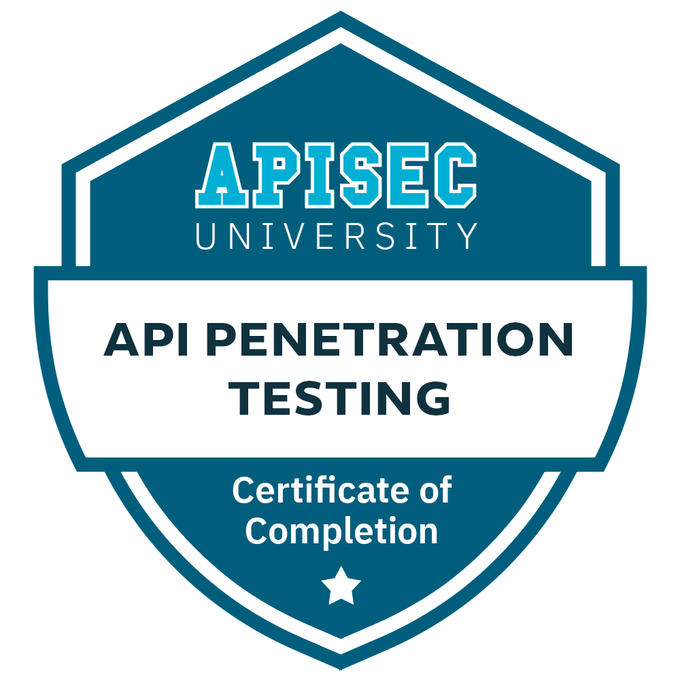 APISEC
UNIVERSITY
API PENETRATION
TESTING
Certificate of
Completion